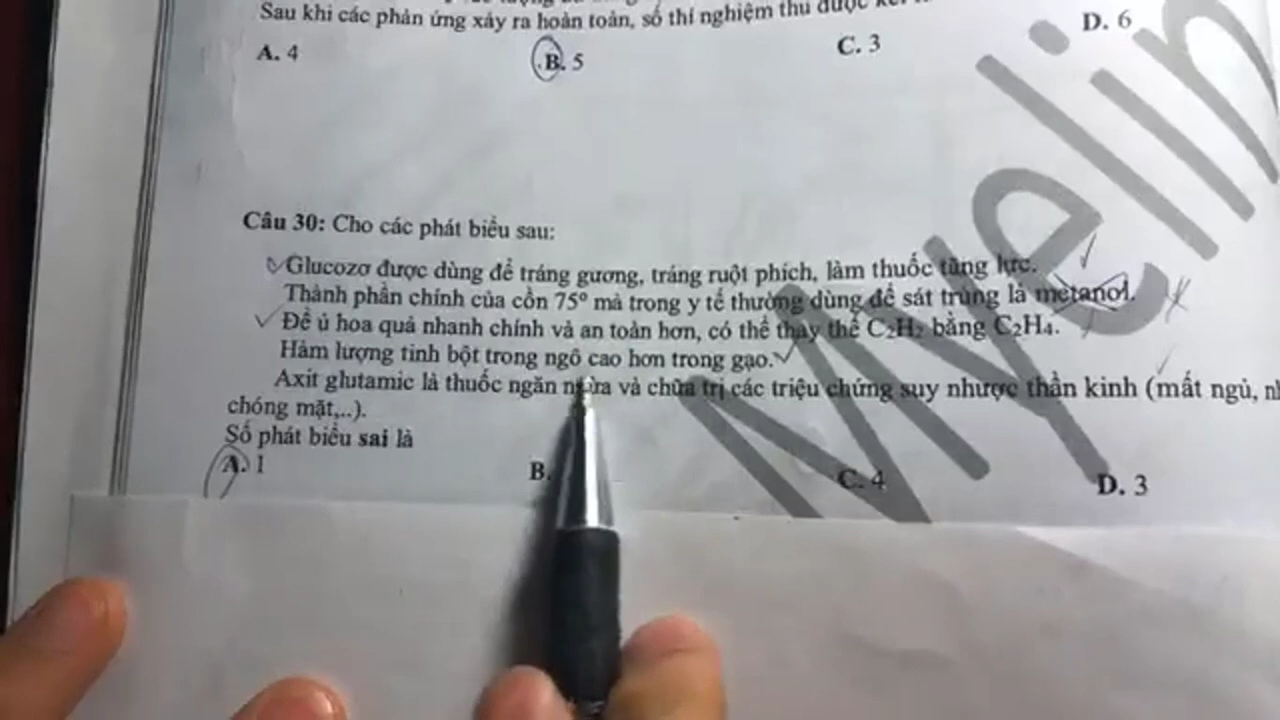 Sau khi các phản ứng xảy ra hoàn toàn, số thí nghiệm thu được
A. 4 B. 5 C. 3 D. 6
Câu 30: Cho các phát biểu sau:
Glucozơ được dùng để tráng gương, tráng ruột phích, làm thuốc tăng lực.
Thành phần chính của cồn 75° mà trong y tế thường dùng để sát trùng là metanol.
Để ủ hoa quả nhanh chính và an toàn hơn, có thể thay thế C₂H₂ bằng C₂H₄.
Hàm lượng tinh bột trong ngô cao hơn trong gạo.
Axit glutamic là thuốc ngăn ngừa và chữa trị các triệu chứng suy nhược thần kinh (mất ngủ,
chóng mặt,..).
Số phát biểu sai là
A. 1 B. C. 4 D. 3
Myelin